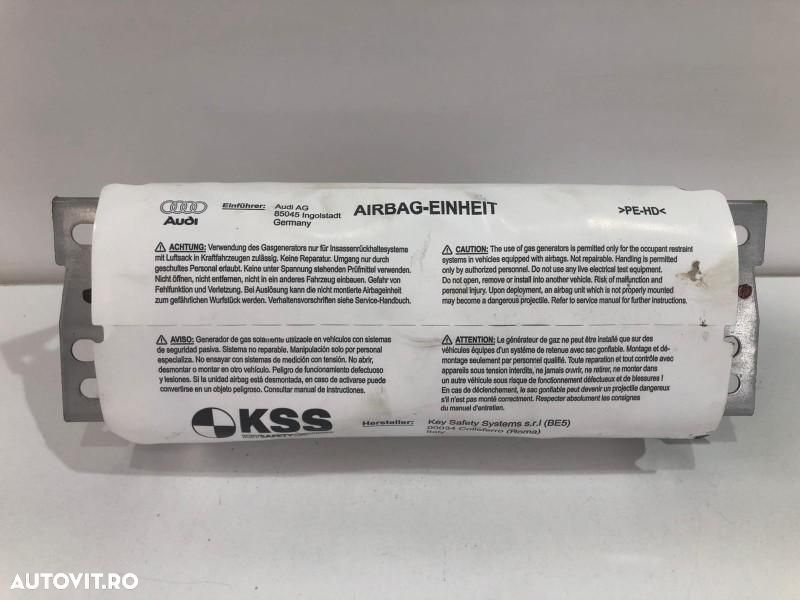 Audi
Einführer: Audi AG
85045 Ingolstadt
Germany
AIRBAG-EINHEIT
>PE-HD<
ACHTUNG: Verwendung des Gasgenerators nur für Insassenrückhaltesysteme
mit Luftsack in Kraftfahrzeugen zulässig. Keine Reparatur. Umgang nur durch
geschultes Personal erlaubt. Keine unter Spannung stehenden Prüfmittel verwenden.
Nicht öffnen, nicht entfernen, nicht in ein anderes Fahrzeug einbauen. Gefahr von
Fehlfunktion und Verletzung. Bei Auslösung kann die nicht montierte Airbageinheit
zum gefährlichen Wurfstück werden. Verhaltensvorschriften siehe Service-Handbuch.
CAUTION: The use of gas generators is permitted only for the occupant restraint
systems in vehicles equipped with airbags. Not repairable. Handling is permitted
only by authorized personnel. Do not use any live electrical test equipment.
Do not open, remove or install into another vehicle. Risk of malfunction and
personal injury. Upon deployment, an airbag unit which is not properly mounted
may become a dangerous projectile. Refer to service manual for further instructions.
AVISO: Generador de gas solamente utilizable en vehículos con sistemas
de seguridad pasiva. Sistema no reparable. Manipulación solo por personal
especializa. No ensayar con sistemas de medición con tensión. No abrir,
desmontar o montar en otro vehículo. Peligro de funcionamiento defectuoso
y lesiones. Si la unidad airbag está desmontada, en caso de activarse puede
convertirse en un objeto peligroso. Consultar manual de instrucciones.
ATTENTION: Le générateur de gaz ne peut être installé que sur des
véhicules équipes d'un système de retenue avec sac gonflable. Montage et dé-
montage seulement par personnel qualifié. Toute réparation et tout contrôle avec
appareils sous tension interdits, ne jamais ouvrir, ne retirer, ne monter dans
un autre véhicule sous risque de fonctionnement défectueux et de blessures !
En cas de déclenchement, le sac gonflable peut devenir un projectile dangereux
s'il n'est pas monté correctment. Respecter absolument les consignes
du manuel d'entretien.
KSS
Hersteller: Key Safety Systems s.r.l (BE5)
00034 Colleferro (Roma)
Italy
AUTOVIT.RO